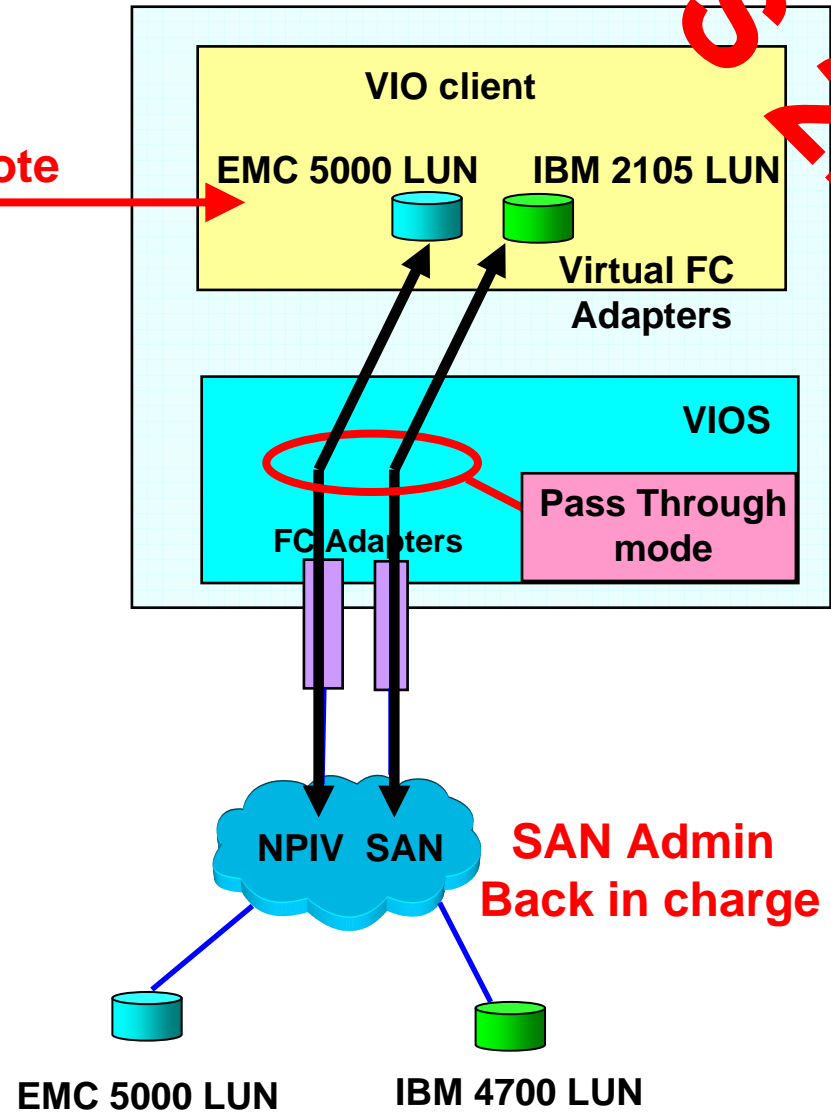 VIO client
ote
EMC 5000 LUN
IBM 2105 LUN
Virtual FC
Adapters
VIOS
Pass Through
mode
FC Adapters
NPIV SAN
SAN Admin
Back in charge
EMC 5000 LUN
IBM 4700 LUN